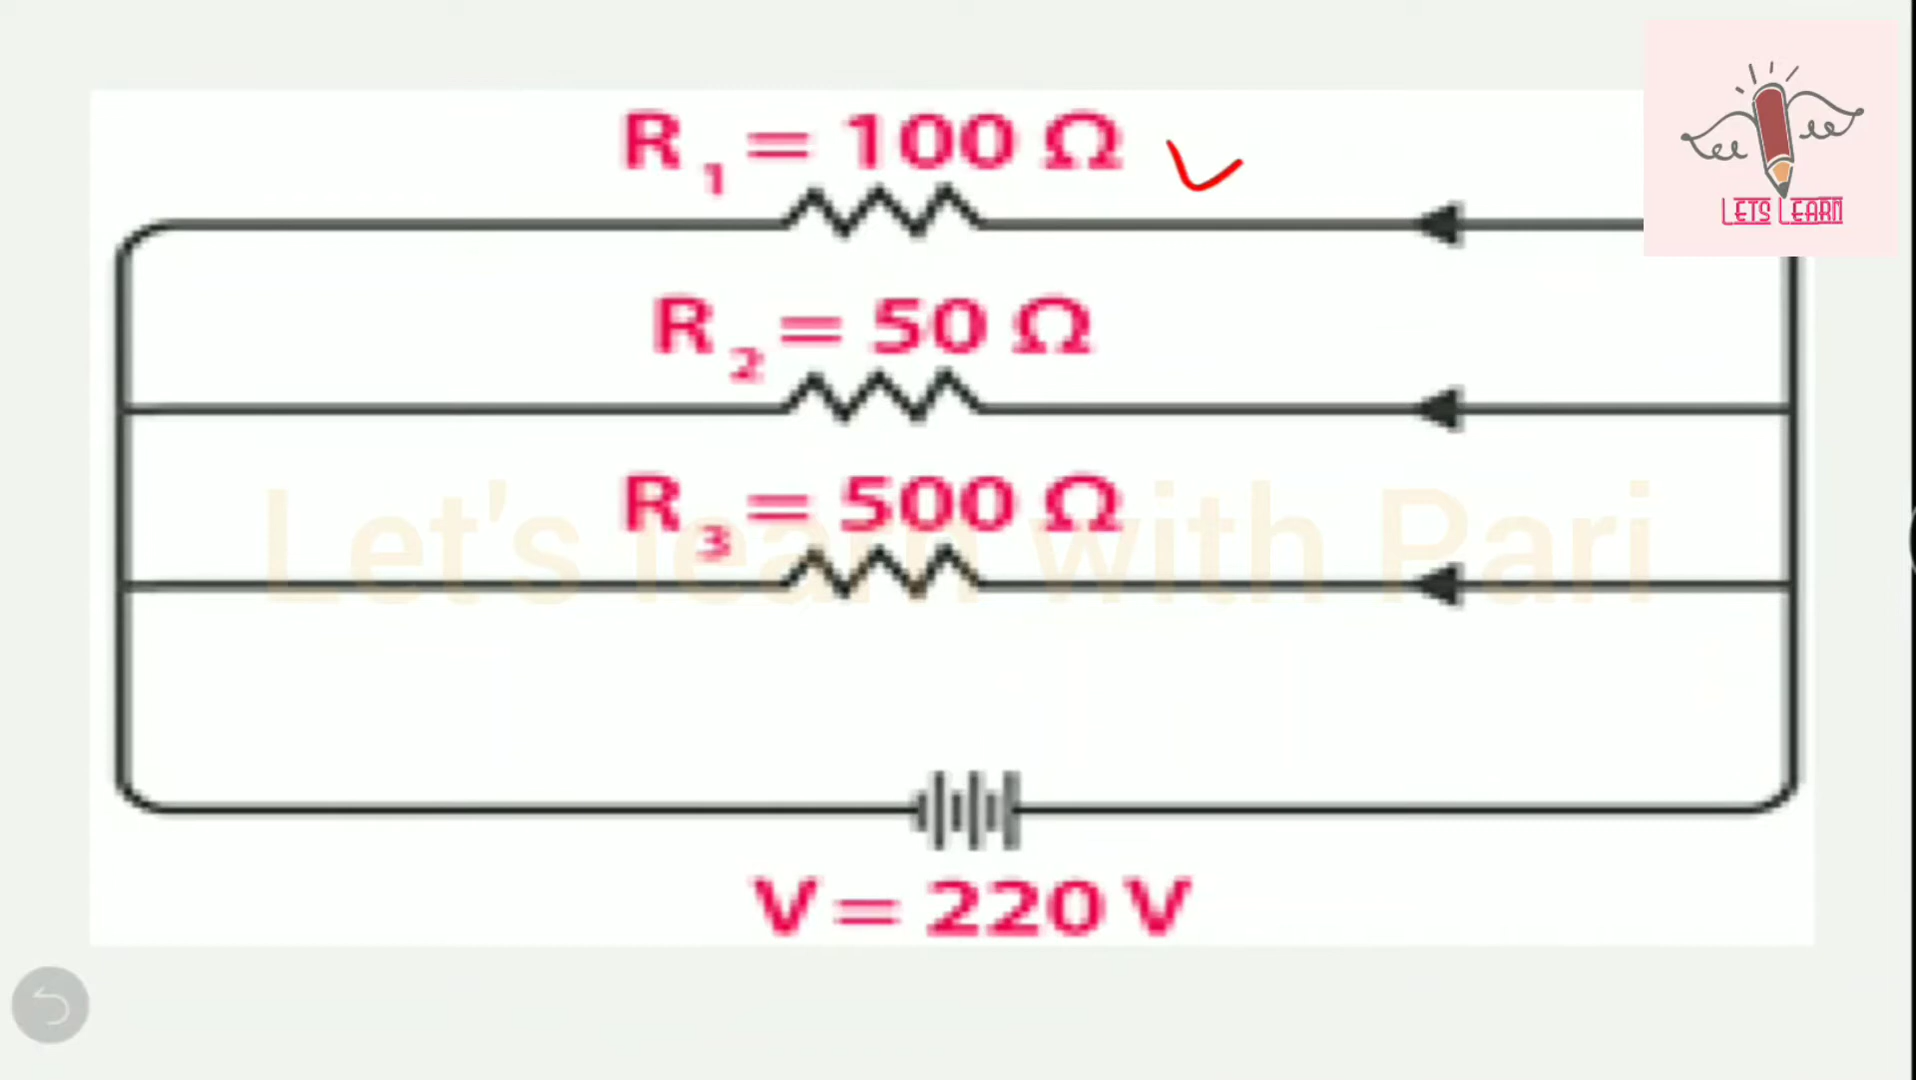 R₁ = 100 Ω
LETS LEARN
R₂ = 50 Ω
R₃ = 500 Ω
Let's learn with Pari
V = 220 V